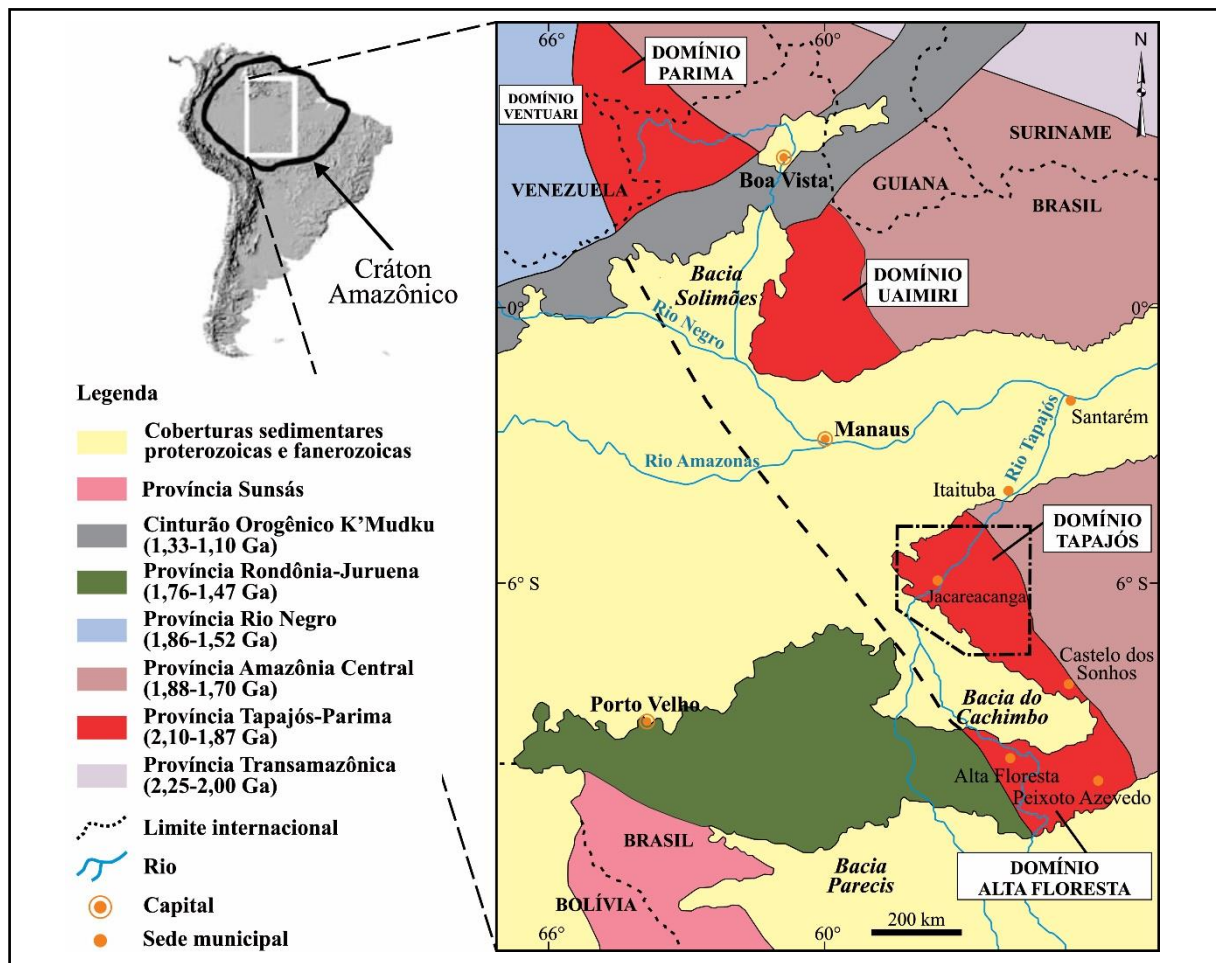 Cráton
Amazônico
Legenda
Coberturas sedimentares
proterozoicas e fanerozoicas
Província Sunsás
Cinturão Orogênico K'Mudku
(1,33-1,10 Ga)
Província Rondônia-Juruena
(1,76-1,47 Ga)
Província Rio Negro
(1,86-1,52 Ga)
Província Amazônia Central
(1,88-1,70 Ga)
Província Tapajós-Parima
(2,10-1,87 Ga)
Província Transamazônica
(2,25-2,00 Ga)
Limite internacional
Rio
Capital
Sede municipal
66°
60°
N
DOMÍNIO
PARIMA
DOMÍNIO
VENTUARI
SURINAME
VENEZUELA
Boa Vista
GUIANA
BRASIL
Bacia
Solimões
DOMÍNIO
UAIMIRI
0°
0°
Rio Negro
Rio Tapajós
Santarém
Manaus
Rio Amazonas
Itaituba
DOMÍNIO
TAPAJÓS
6°
6° S
Jacareacanga
Castelo dos
Sonhos
Porto Velho
Bacia do
Cachimbo
Alta Floresta
Peixoto Azevedo
BRASIL
BOLÍVIA
Bacia
Parecis
DOMÍNIO
ALTA FLORESTA
200 km
66°
60°